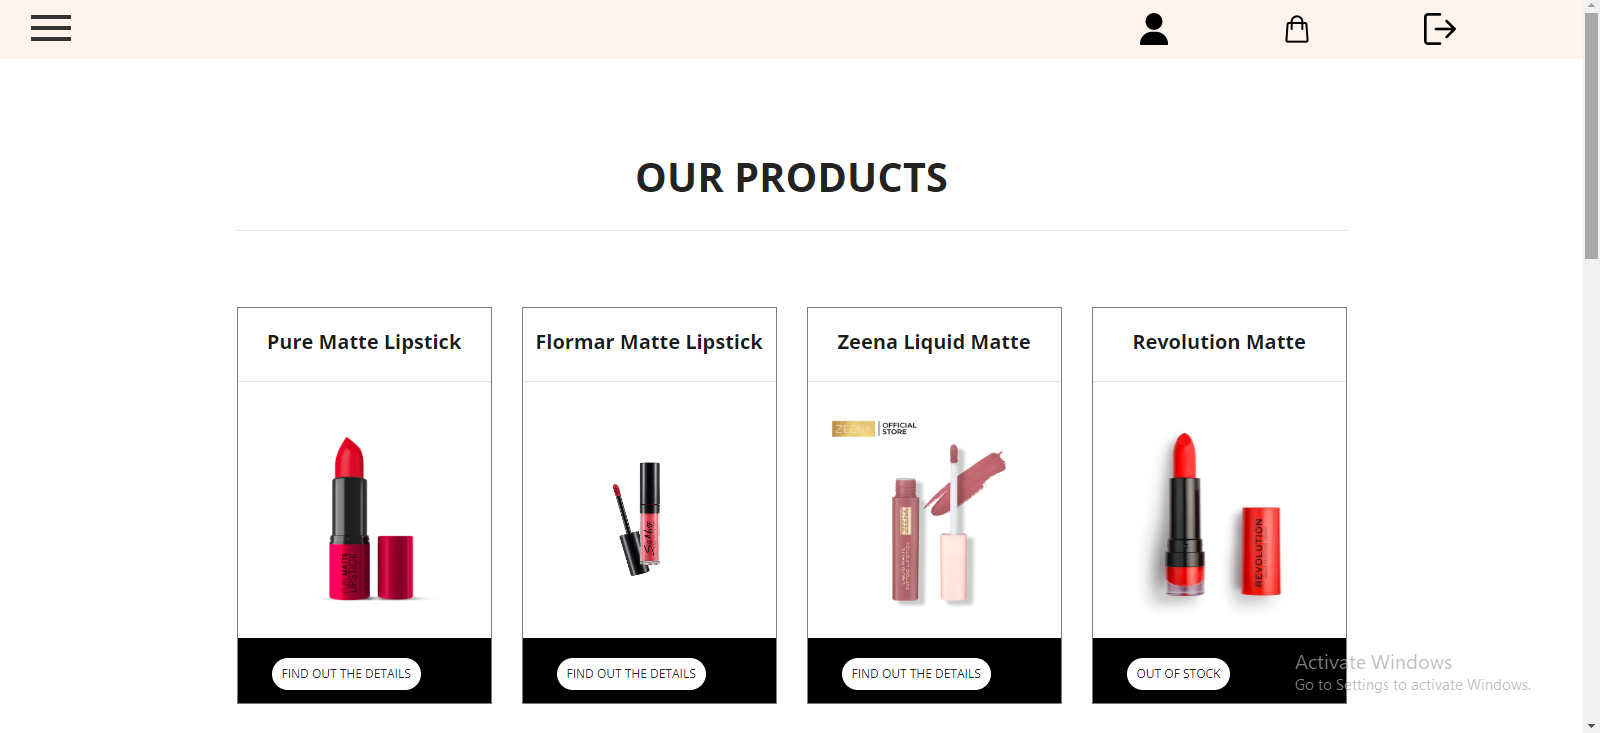 OUR PRODUCTS
Pure Matte Lipstick
Flormar Matte Lipstick
Zeena Liquid Matte
Revolution Matte
MATTE
LIPSTICK
ZEENA
OFFICIAL
STORE
ZEENA
REVOLUTION
FIND OUT THE DETAILS
FIND OUT THE DETAILS
FIND OUT THE DETAILS
OUT OF STOCK
Activate Windows
Go to Settings to activate Windows.